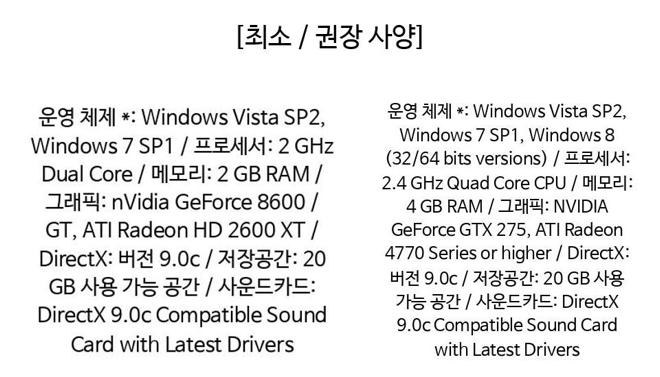 [최소 / 권장 사양]
운영 체제 *: Windows Vista SP2,
Windows 7 SP1 / 프로세서: 2 GHz
Dual Core / 메모리: 2 GB RAM /
그래픽: nVidia GeForce 8600 /
GT, ATI Radeon HD 2600 XT /
DirectX: 버전 9.0c / 저장공간: 20
GB 사용 가능 공간 / 사운드카드:
DirectX 9.0c Compatible Sound
Card with Latest Drivers
운영 체제 *: Windows Vista SP2,
Windows 7 SP1, Windows 8
(32/64 bits versions) / 프로세서:
2.4 GHz Quad Core CPU / 메모리:
4 GB RAM / 그래픽: NVIDIA
GeForce GTX 275, ATI Radeon
4770 Series or higher / DirectX:
버전 9.0c / 저장공간: 20 GB 사용
가능 공간 / 사운드카드: DirectX
9.0c Compatible Sound Card
with Latest Drivers